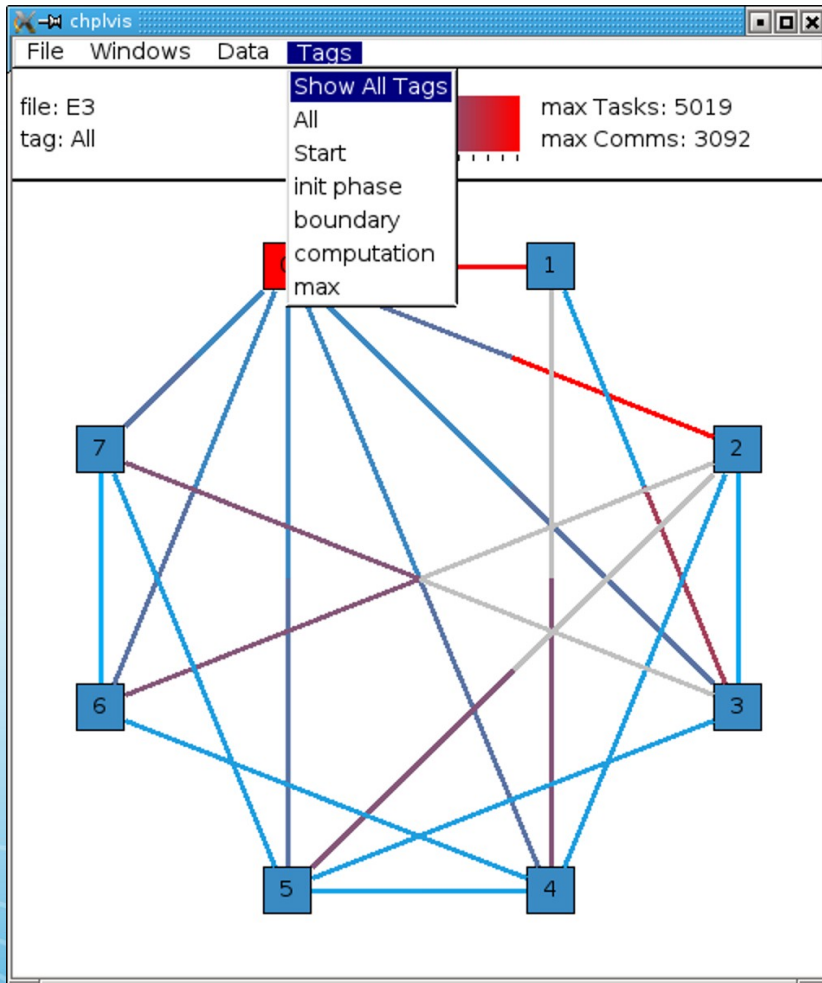 chplvis
File Windows Data Tags
file: E3
tag: All
max Tasks: 5019
max Comms: 3092
Show All Tags
All
Start
init phase
boundary
computation
max
1
7
2
6
3
5
4